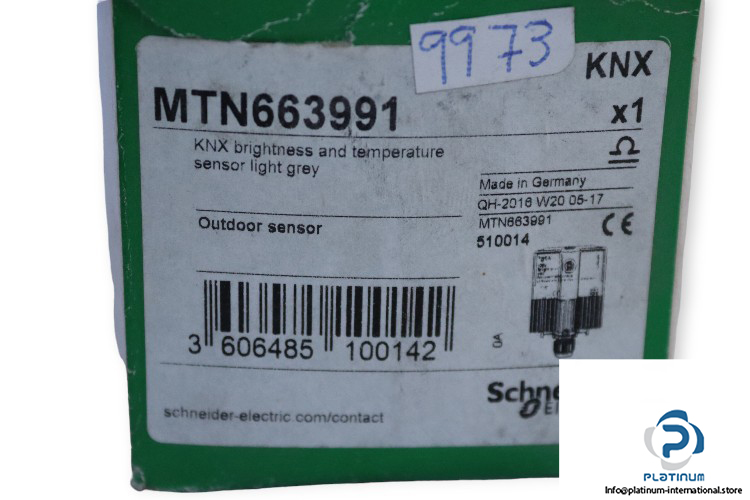 9973
KNX
MTN663991
x1
KNX brightness and temperature
sensor light grey
Made in Germany
QH-2016 W20 05-17
MTN663991
CE
510014
Outdoor sensor
3 606485 100142
schneider-electric.com/contact
PLATINUM
Info@platinum-international.store